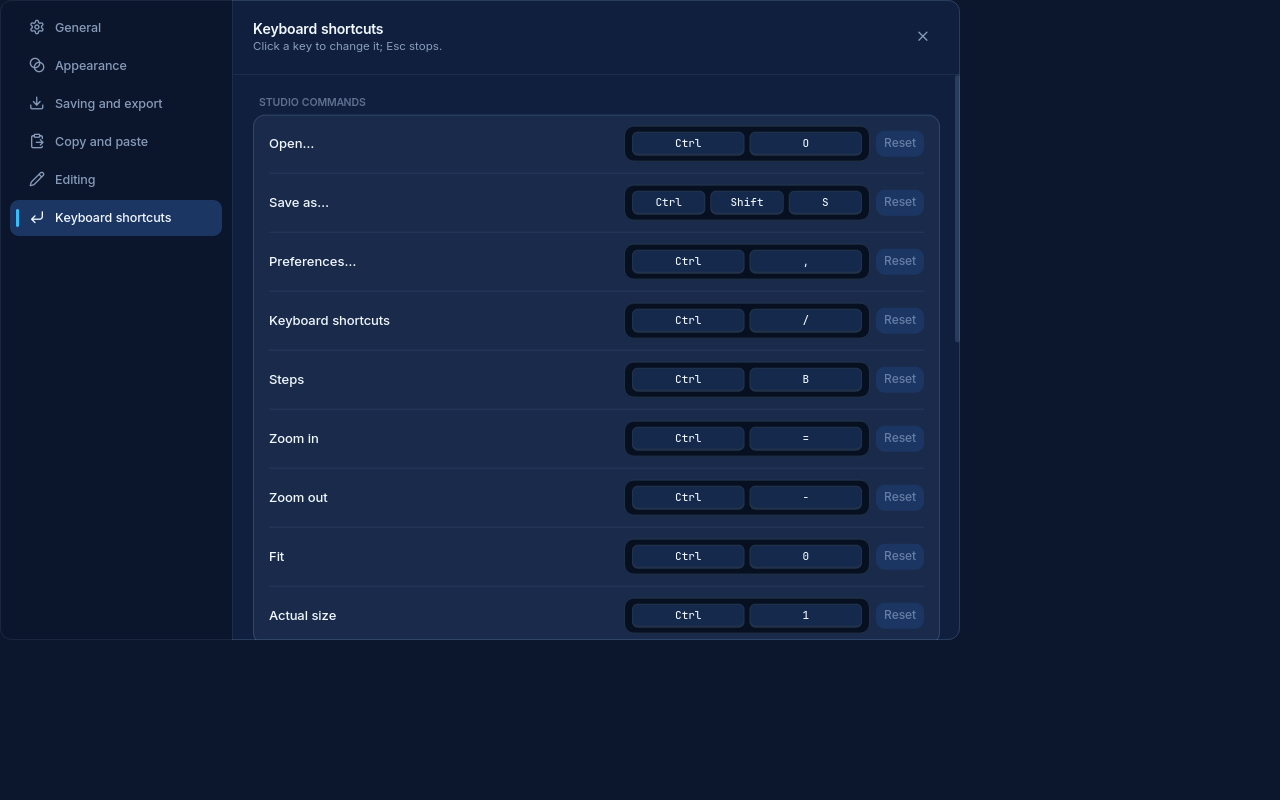 General
Appearance
Saving and export
Copy and paste
Editing
Keyboard shortcuts
Keyboard shortcuts
Click a key to change it; Esc stops.
STUDIO COMMANDS
Open... Ctrl O Reset
Save as... Ctrl Shift S Reset
Preferences... Ctrl , Reset
Keyboard shortcuts Ctrl / Reset
Steps Ctrl B Reset
Zoom in Ctrl = Reset
Zoom out Ctrl - Reset
Fit Ctrl 0 Reset
Actual size Ctrl 1 Reset